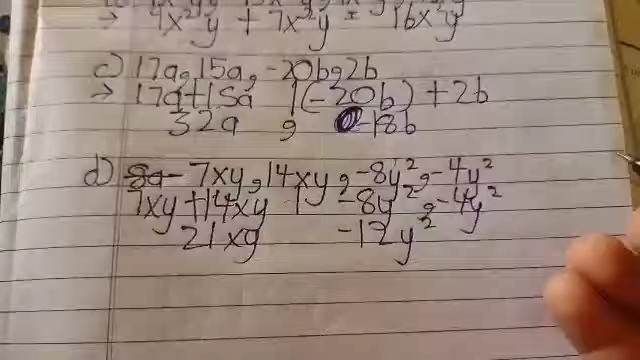 → 4x²y + 7x²y = 16x²y
c) 17a, 15a, -20b, 2b
→ 17a+15a | (-20b) + 2b
32a , -18b
d) 7xy, 14xy, -8y², -4y²
7xy + 14xy | -8y², -4y²
21xy -12y²